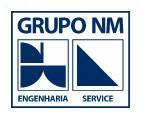 GRUPO NM
ENGENHARIA SERVICE